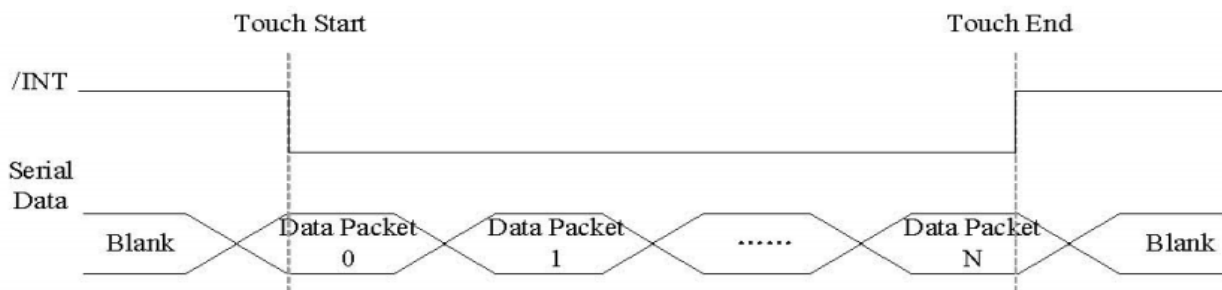 Touch Start
Touch End
/INT
Serial
Data
Blank
Data Packet
0
Data Packet
1
......
Data Packet
N
Blank